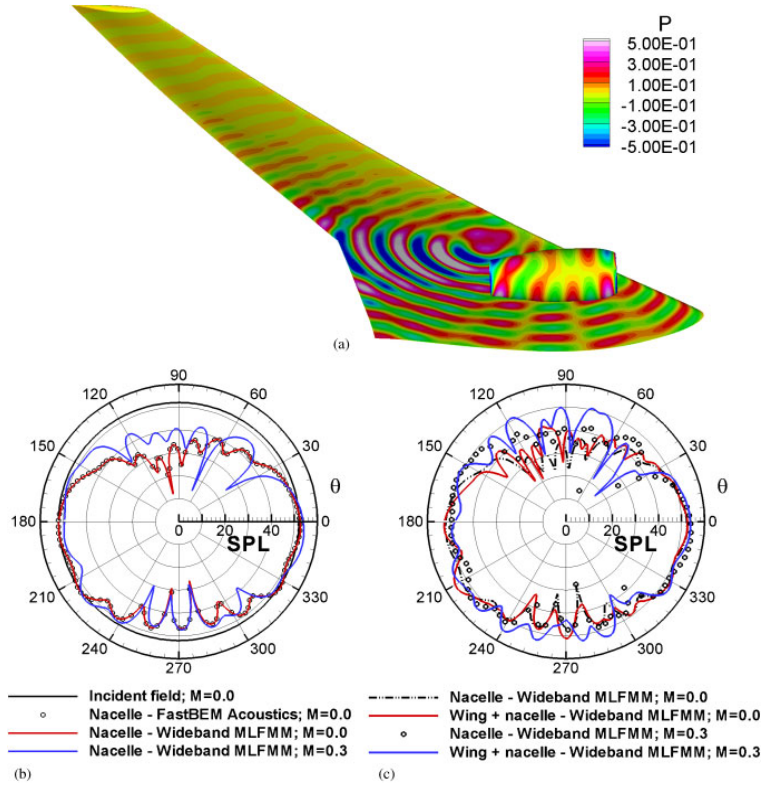 P
5.00E-01
3.00E-01
1.00E-01
-1.00E-01
-3.00E-01
-5.00E-01
(a)
90
120
60
150
30
θ
180
0
20
40
0
SPL
210
330
240
300
270
90
120
60
150
30
θ
180
0
20
40
0
SPL
210
330
240
300
270
Incident field; M=0.0
Nacelle - FastBEM Acoustics; M=0.0
Nacelle - Wideband MLFMM; M=0.0
Nacelle - Wideband MLFMM; M=0.3
(b)
Nacelle - Wideband MLFMM; M=0.0
Wing + nacelle - Wideband MLFMM; M=0.0
Nacelle - Wideband MLFMM; M=0.3
Wing + nacelle - Wideband MLFMM; M=0.3
(c)